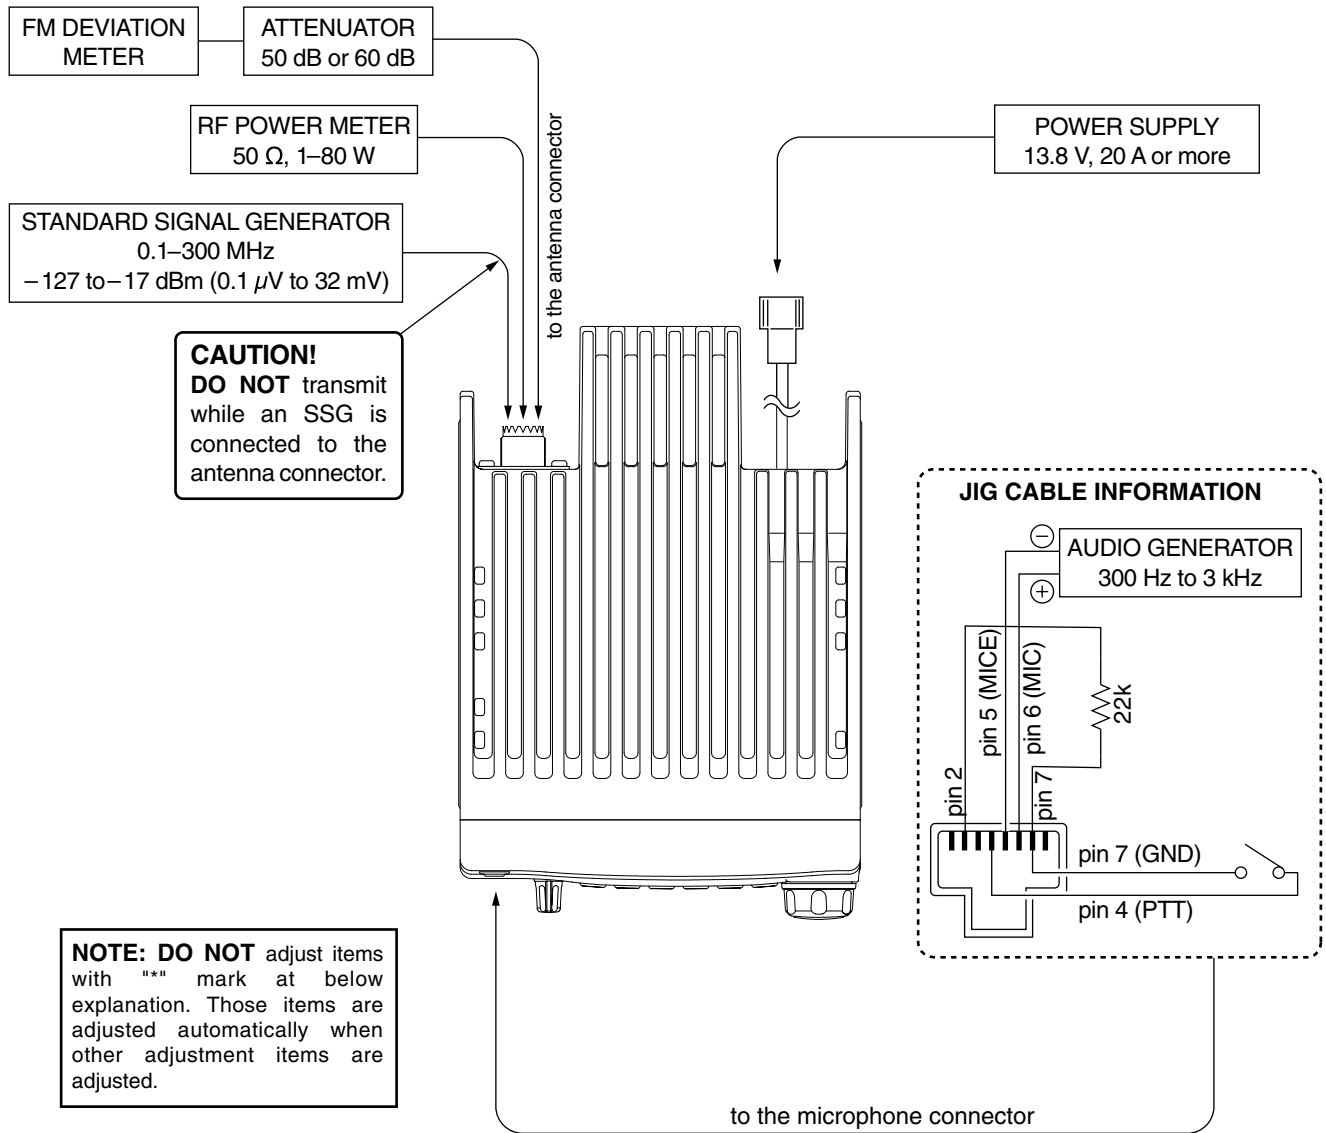 FM DEVIATION
METER
ATTENUATOR
50 dB or 60 dB
RF POWER METER
50 Ω, 1–80 W
STANDARD SIGNAL GENERATOR
0.1–300 MHz
–127 to–17 dBm (0.1 µV to 32 mV)
to the antenna connector
POWER SUPPLY
13.8 V, 20 A or more
CAUTION!
DO NOT transmit
while an SSG is
connected to the
antenna connector.
JIG CABLE INFORMATION
–
AUDIO GENERATOR
300 Hz to 3 kHz
+
pin 2
pin 5 (MICE)
pin 6 (MIC)
pin 7
22k
pin 7 (GND)
pin 4 (PTT)
NOTE: DO NOT adjust items
with "*" mark at below
explanation. Those items are
adjusted automatically when
other adjustment items are
adjusted.
to the microphone connector